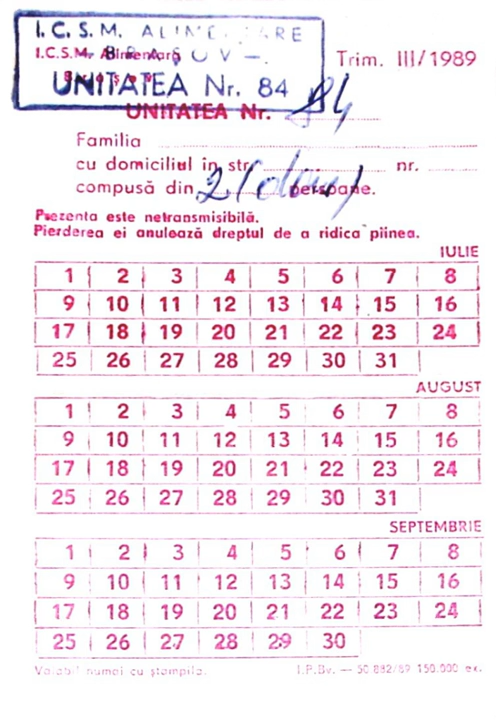 I.C.S.M. ALIMENTARE
BRAȘOV
UNITATEA Nr. 84
I.C.S.M. Alimentara
Brașov
Trim. III/1989
UNITATEA Nr. 84
Familia
cu domiciliul în str. nr.
compusă din 2 (doi) persoane.
Prezenta este netransmisibilă.
Pierderea ei anulează dreptul de a ridica pîinea.
IULIE
1 2 3 4 5 6 7 8
9 10 11 12 13 14 15 16
17 18 19 20 21 22 23 24
25 26 27 28 29 30 31
AUGUST
1 2 3 4 5 6 7 8
9 10 11 12 13 14 15 16
17 18 19 20 21 22 23 24
25 26 27 28 29 30 31
SEPTEMBRIE
1 2 3 4 5 6 7 8
9 10 11 12 13 14 15 16
17 18 19 20 21 22 23 24
25 26 27 28 29 30
Valabil numai cu ștampila. I.P.Bv. — 50.882/89 150.000 ex.